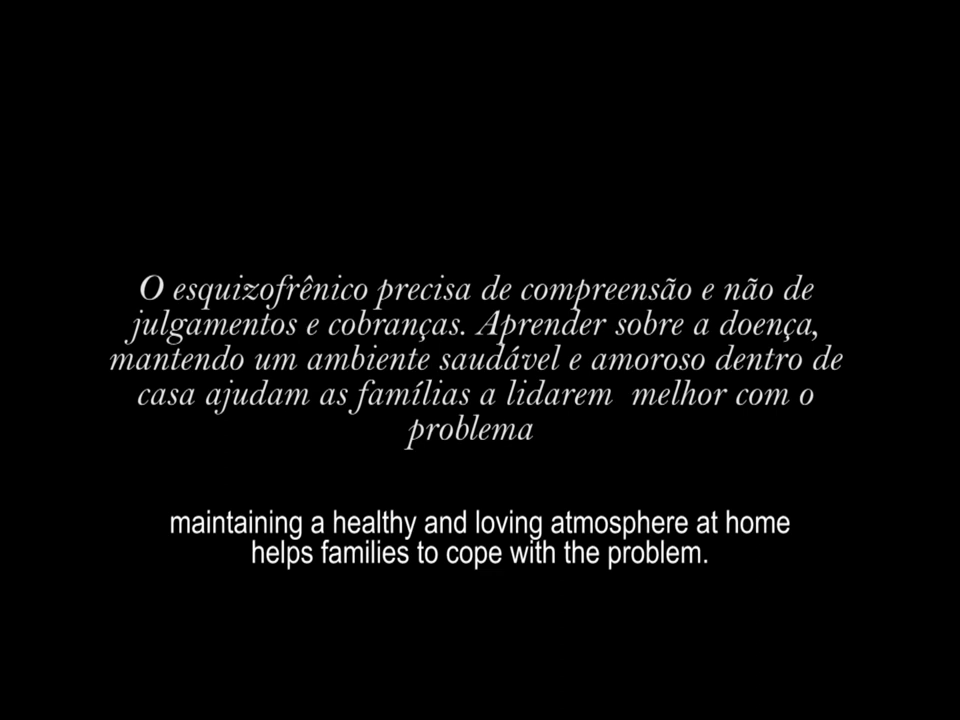 O esquizofrênico precisa de compreensão e não de
julgamentos e cobranças. Aprender sobre a doença,
mantendo um ambiente saudável e amoroso dentro de
casa ajudam as famílias a lidarem  melhor com o
problema
maintaining a healthy and loving atmosphere at home
helps families to cope with the problem.